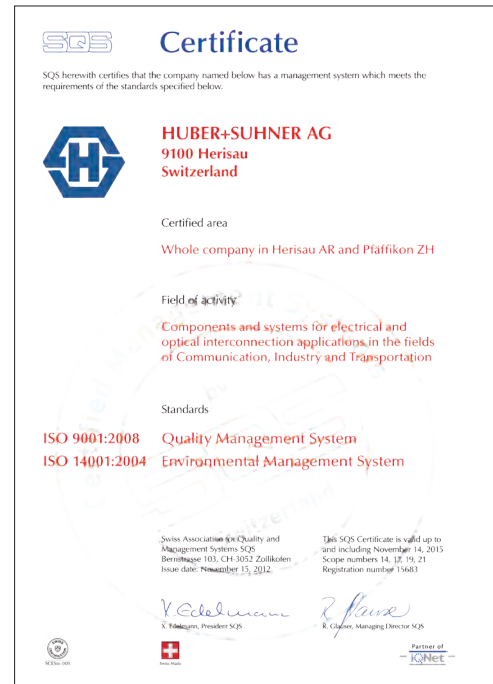 SQS Certificate
SQS herewith certifies that the company named below has a management system which meets the
requirements of the standards specified below.
HUBER+SUHNER AG
9100 Herisau
Switzerland
Certified area
Whole company in Herisau AR and Pfäffikon ZH
Field of activity
Components and systems for electrical and
optical interconnection applications in the fields
of Communication, Industry and Transportation
Standards
ISO 9001:2008 Quality Management System
ISO 14001:2004 Environmental Management System
Swiss Association for Quality and
Management Systems SQS
Bernstrasse 103, CH-3052 Zollikofen
Issue date: November 15, 2012
This SQS Certificate is valid up to
and including November 14, 2015
Scope numbers 14, 17, 19, 21
Registration number 15683
X. Edelmann
X. Edelmann, President SQS
R. Glauser, Managing Director SQS
Swiss Made
Partner of
IQNet